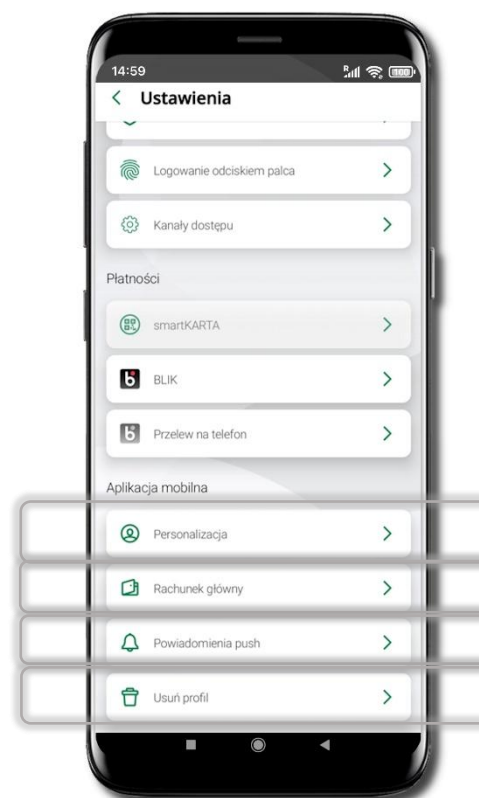 14:59
R
100
Ustawienia
Logowanie odciskiem palca
Kanały dostępu
Płatności
smartKARTA
BLIK
Przelew na telefon
Aplikacja mobilna
Personalizacja
Rachunek główny
Powiadomienia push
Usuń profil